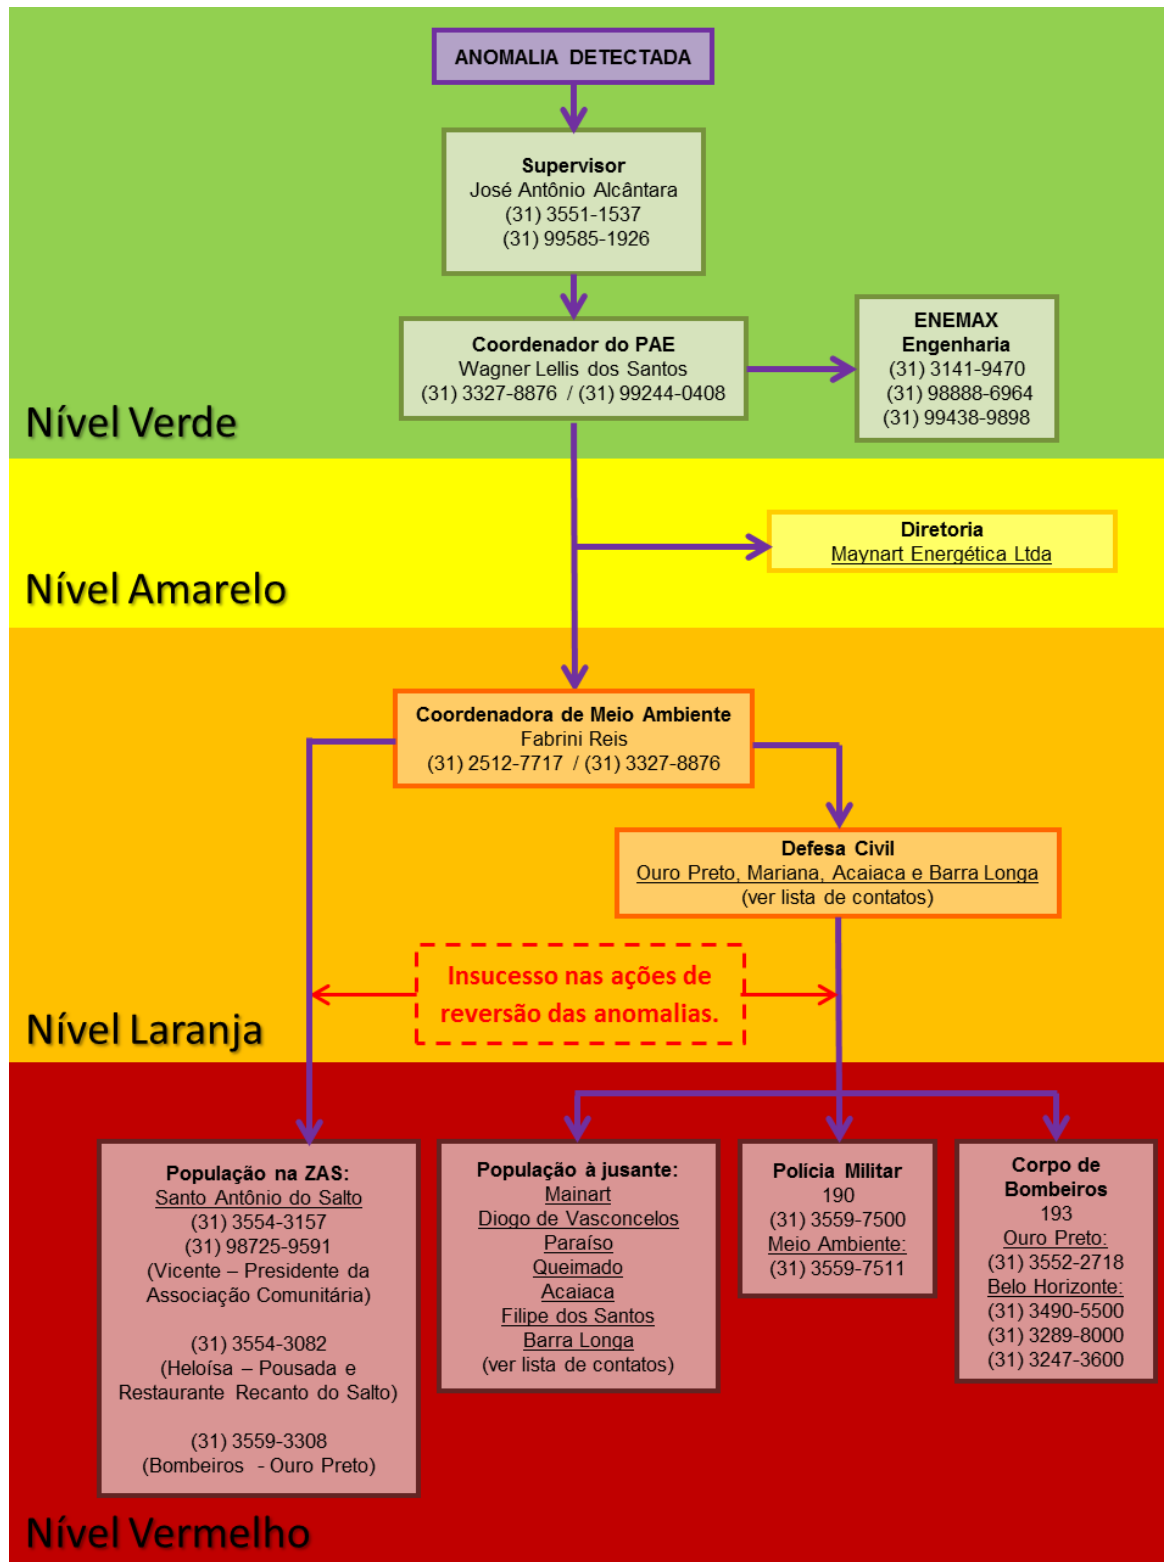 ANOMALIA DETECTADA
Supervisor
José Antônio Alcântara
(31) 3551-1537
(31) 99585-1926
Coordenador do PAE
Wagner Lellis dos Santos
(31) 3327-8876 / (31) 99244-0408
ENEMAX
Engenharia
(31) 3141-9470
(31) 98888-6964
(31) 99438-9898
Nível Verde
Diretoria
Maynart Energética Ltda
Nível Amarelo
Coordenadora de Meio Ambiente
Fabrini Reis
(31) 2512-7717 / (31) 3327-8876
Defesa Civil
Ouro Preto, Mariana, Acaiaca e Barra Longa
(ver lista de contatos)
Insucesso nas ações de
reversão das anomalias.
Nível Laranja
População na ZAS:
Santo Antônio do Salto
(31) 3554-3157
(31) 98725-9591
(Vicente – Presidente da
Associação Comunitária)
(31) 3554-3082
(Heloísa – Pousada e
Restaurante Recanto do Salto)
(31) 3559-3308
(Bombeiros - Ouro Preto)
População à jusante:
Mainart
Diogo de Vasconcelos
Paraíso
Queimado
Acaiaca
Filipe dos Santos
Barra Longa
(ver lista de contatos)
Polícia Militar
190
(31) 3559-7500
Meio Ambiente:
(31) 3559-7511
Corpo de
Bombeiros
193
Ouro Preto:
(31) 3552-2718
Belo Horizonte:
(31) 3490-5500
(31) 3289-8000
(31) 3247-3600
Nível Vermelho